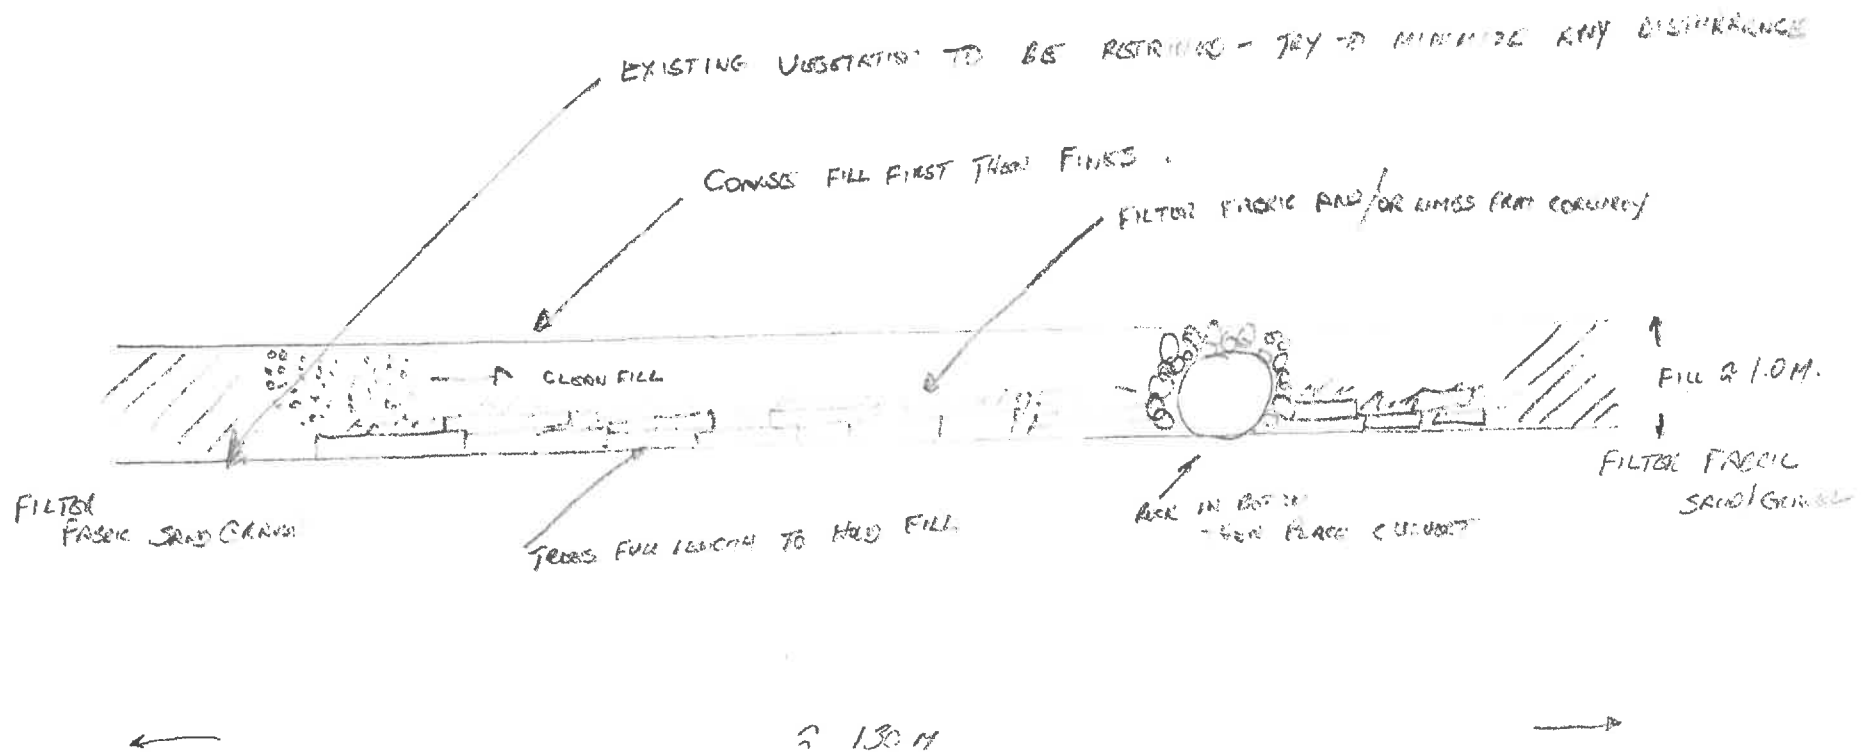 EXISTING VEGETATION TO BE RETAINED - TRY TO MINIMIZE ANY DISTURBANCE
COARSE FILL FIRST THEN FINES.
FILTER FABRIC AND/OR LIMBS FROM CORDUROY
CLEAN FILL
FILL ≈ 1.0 M.
FILTER FABRIC
SAND/GRAVEL
FILTER
FABRIC SAND GRAVEL
TREES FULL LENGTH TO HOLD FILL
ROCK IN BOTTOM
THEN PLACE CULVERT
≈ 130 M